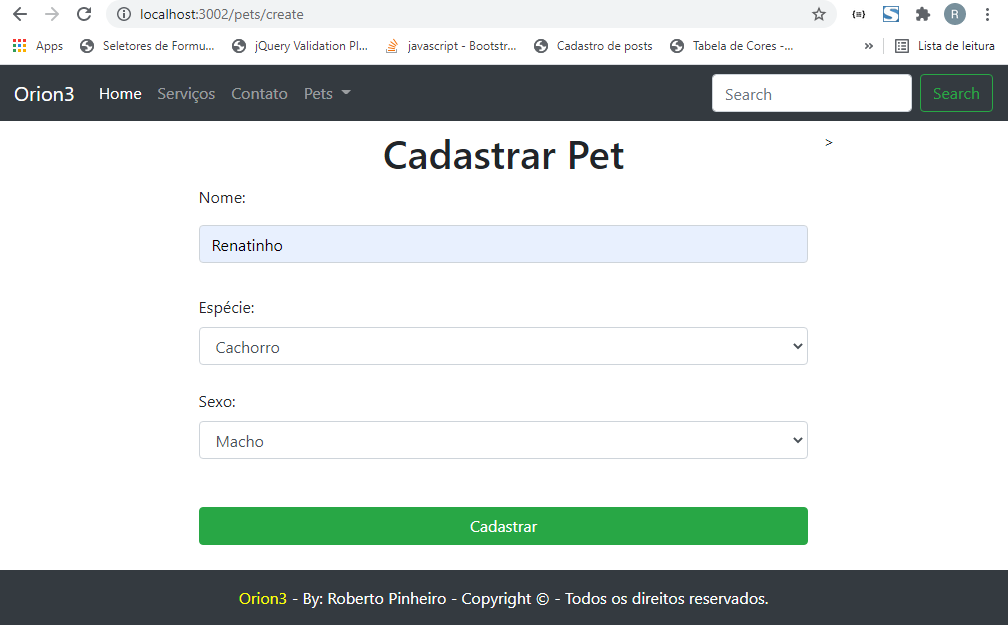 localhost:3002/pets/create
R
Apps Seletores de Formu... jQuery Validation Pl... javascript - Bootstr... Cadastro de posts Tabela de Cores -... » Lista de leitura
Orion3 Home Serviços Contato Pets Search Search
Cadastrar Pet >
Nome:
Renatinho
Espécie:
Cachorro
Sexo:
Macho
Cadastrar
Orion3 - By: Roberto Pinheiro - Copyright © - Todos os direitos reservados.